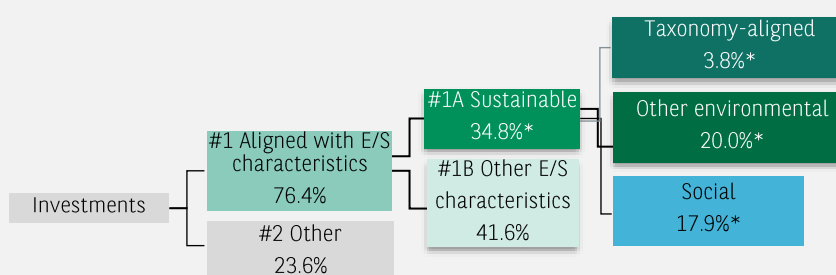 Investments
#1 Aligned with E/S
characteristics
76.4%
#2 Other
23.6%
#1A Sustainable
34.8%*
#1B Other E/S
characteristics
41.6%
Taxonomy-aligned
3.8%*
Other environmental
20.0%*
Social
17.9%*